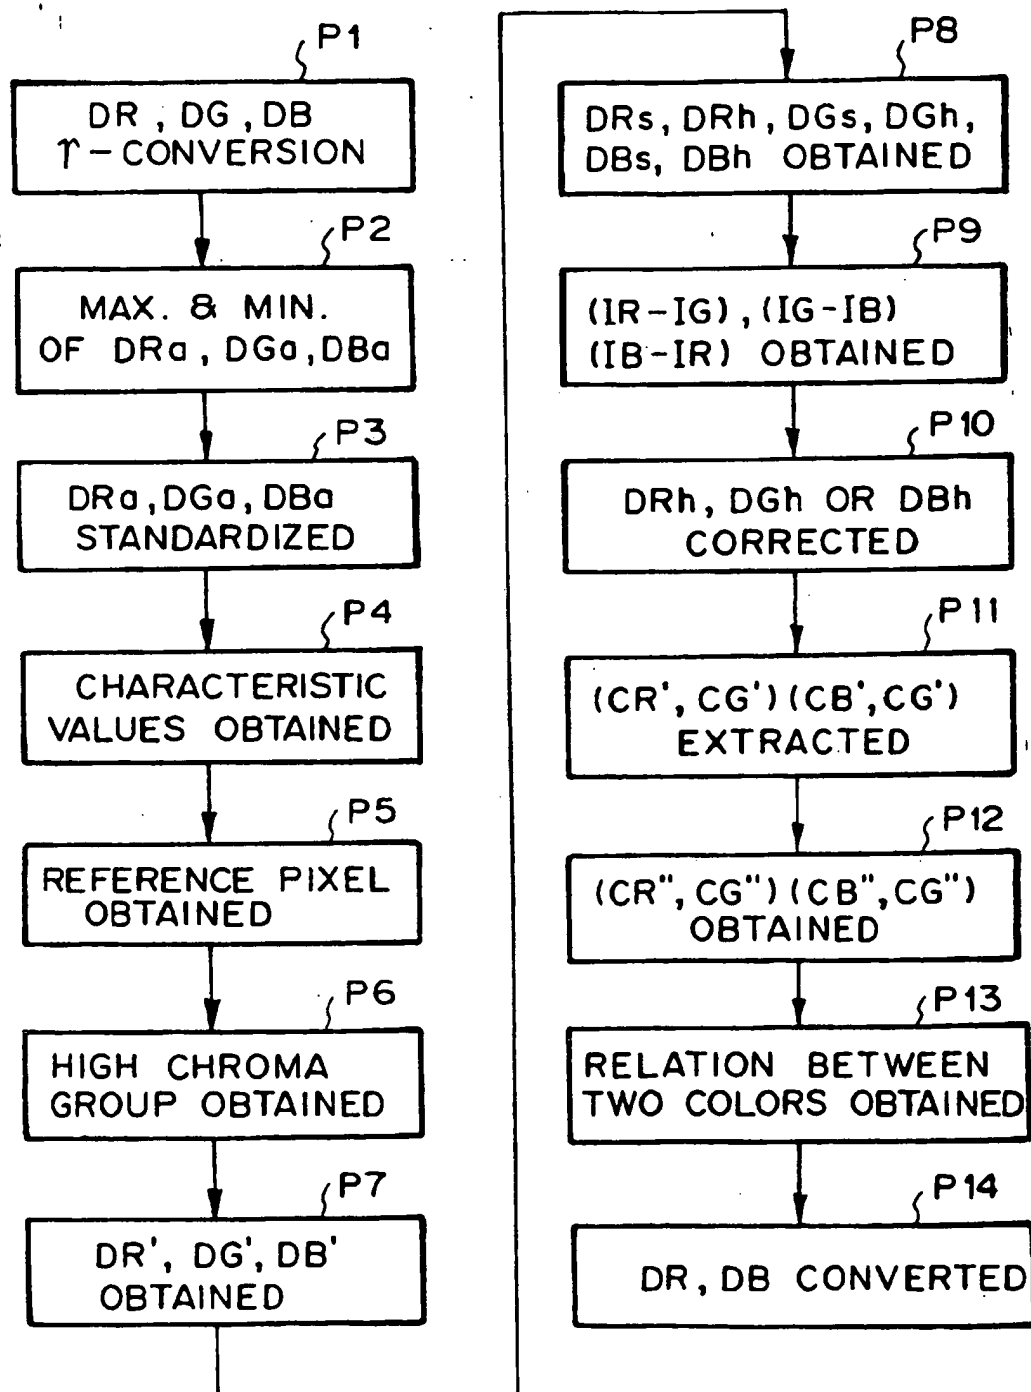 P1
DR, DG, DB
γ-CONVERSION
P2
MAX. & MIN.
OF DRa, DGa, DBa
P3
DRa, DGa, DBa
STANDARDIZED
P4
CHARACTERISTIC
VALUES OBTAINED
P5
REFERENCE PIXEL
OBTAINED
P6
HIGH CHROMA
GROUP OBTAINED
P7
DR', DG', DB'
OBTAINED
P8
DRs, DRh, DGs, DGh,
DBs, DBh OBTAINED
P9
(IR-IG), (IG-IB)
(IB-IR) OBTAINED
P10
DRh, DGh OR DBh
CORRECTED
P11
(CR', CG') (CB', CG')
EXTRACTED
P12
(CR", CG") (CB", CG")
OBTAINED
P13
RELATION BETWEEN
TWO COLORS OBTAINED
P14
DR, DB CONVERTED